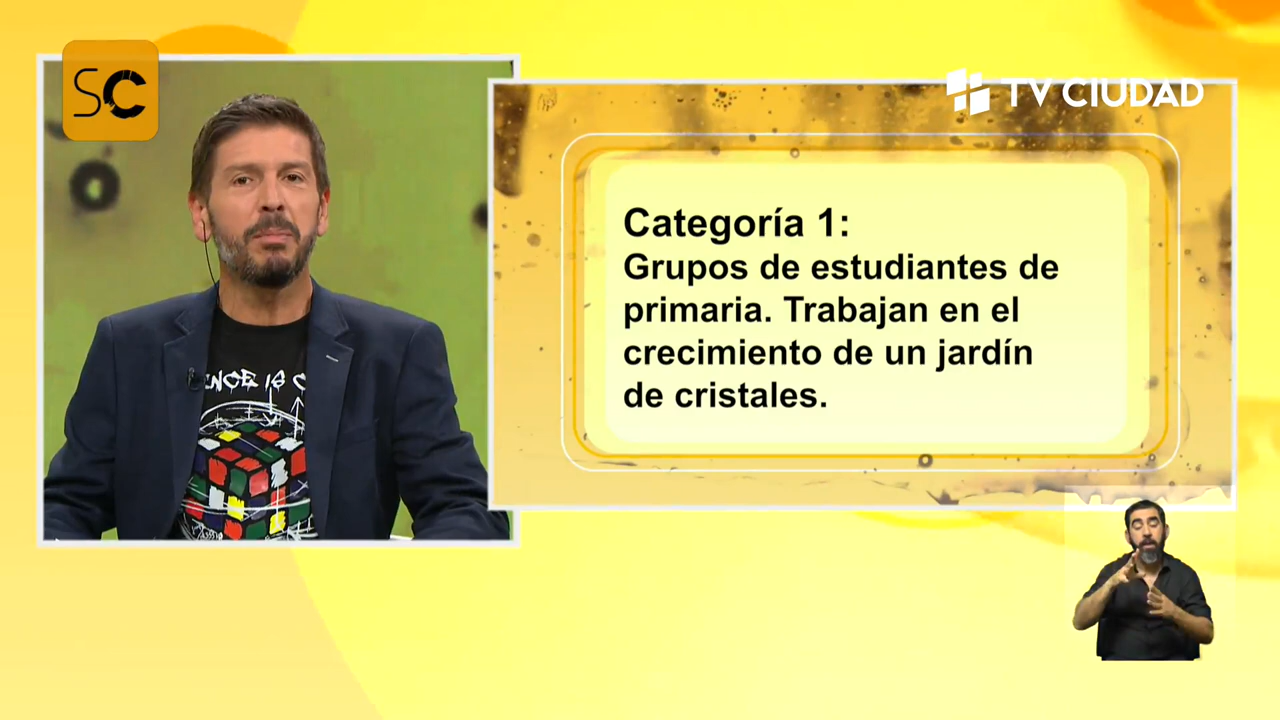 SC
TV CIUDAD
Categoría 1:
Grupos de estudiantes de
primaria. Trabajan en el
crecimiento de un jardín
de cristales.
IS